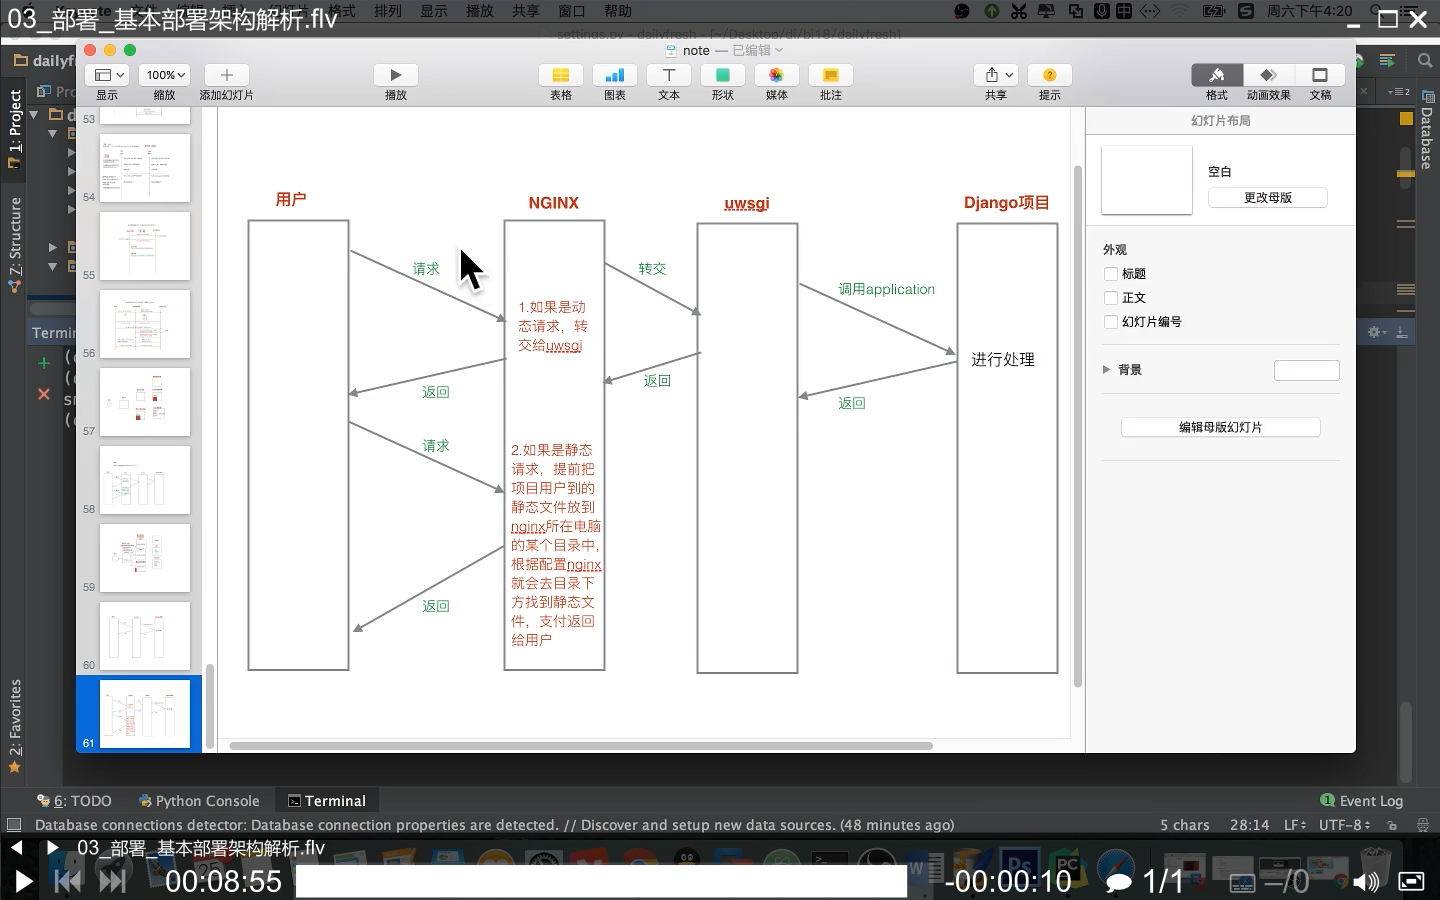 03_部署_基本部署架构解析.flv
排列 显示 播放 共享 窗口 帮助
周六下午4:20
note — 已编辑
100%
显示 缩放 添加幻灯片 播放 表格 图表 文本 形状 媒体 批注 共享 提示 格式 动画效果 文稿
1: Project
7: Structure
2: Favorites
Database
53
54
55
56
57
58
59
60
61
用户
NGINX
uwsgi
Django项目
请求
转交
调用application
1.如果是动
态请求，转
交给uwsgi
进行处理
返回
返回
返回
请求
2.如果是静态
请求，提前把
项目用户到的
静态文件放到
nginx所在电脑
的某个目录中，
根据配置nginx
就会去目录下
方找到静态文
件，支付返回
给用户
返回
幻灯片布局
空白
更改母版
外观
标题
正文
幻灯片编号
背景
编辑母版幻灯片
6: TODO
Python Console
Terminal
1 Event Log
Database connections detector: Database connection properties are detected. // Discover and setup new data sources. (48 minutes ago)
5 chars 28:14 LF UTF-8
03_部署_基本部署架构解析.flv
00:08:55
-00:00:10
1/1
–/0